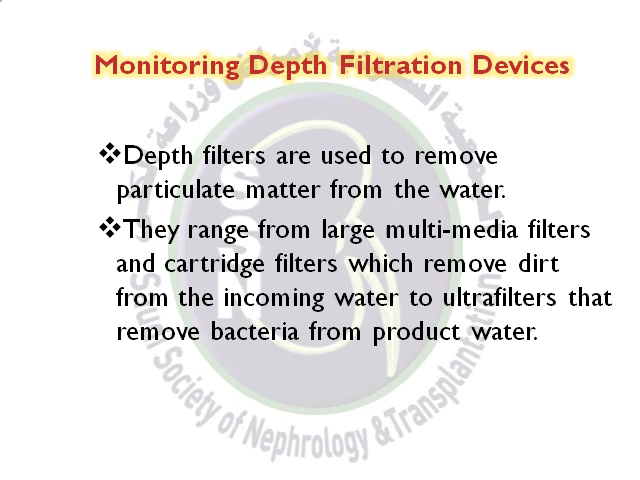 Monitoring Depth Filtration Devices
❖Depth filters are used to remove
particulate matter from the water.
❖They range from large multi-media filters
and cartridge filters which remove dirt
from the incoming water to ultrafilters that
remove bacteria from product water.
Society of Nephrology &Transplantation